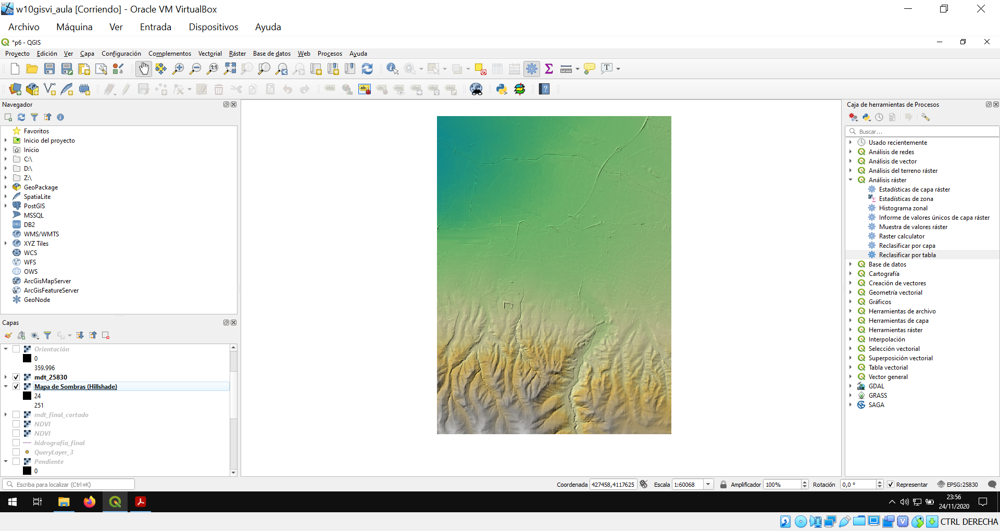 w10gisvi_aula [Corriendo] - Oracle VM VirtualBox
Archivo Máquina Ver Entrada Dispositivos Ayuda
*p6 - QGIS
Proyecto Edición Ver Capa Configuración Complementos Vectorial Ráster Base de datos Web Procesos Ayuda
Navegador
Favoritos
Inicio del proyecto
Inicio
C:\
D:\
Z:\
GeoPackage
SpatiaLite
PostGIS
MSSQL
DB2
WMS/WMTS
XYZ Tiles
WCS
WFS
OWS
ArcGisMapServer
ArcGisFeatureServer
GeoNode
Capas
Orientación
0
359.996
mdt_25830
Mapa de Sombras (Hillshade)
24
251
mdt_final_cortado
NDVI
NDVI
hidrografia_final
QueryLayer_3
Pendiente
0
Caja de herramientas de Procesos
Buscar...
Usado recientemente
Análisis de redes
Análisis de vector
Análisis del terreno ráster
Análisis ráster
Estadísticas de capa ráster
Estadísticas de zona
Histograma zonal
Informe de valores únicos de capa ráster
Muestra de valores ráster
Raster calculator
Reclasificar por capa
Reclasificar por tabla
Base de datos
Cartografía
Creación de vectores
Geometría vectorial
Gráficos
Herramientas de archivo
Herramientas de capa
Herramientas ráster
Interpolación
Selección vectorial
Superposición vectorial
Tabla vectorial
Vector general
GDAL
GRASS
SAGA
Escriba para localizar (Ctrl+K)
Coordenada 427458,4117625 Escala 1:60068 Amplificador 100% Rotación 0,0 ° Representar EPSG:25830
23:56
24/11/2020
CTRL DERECHA